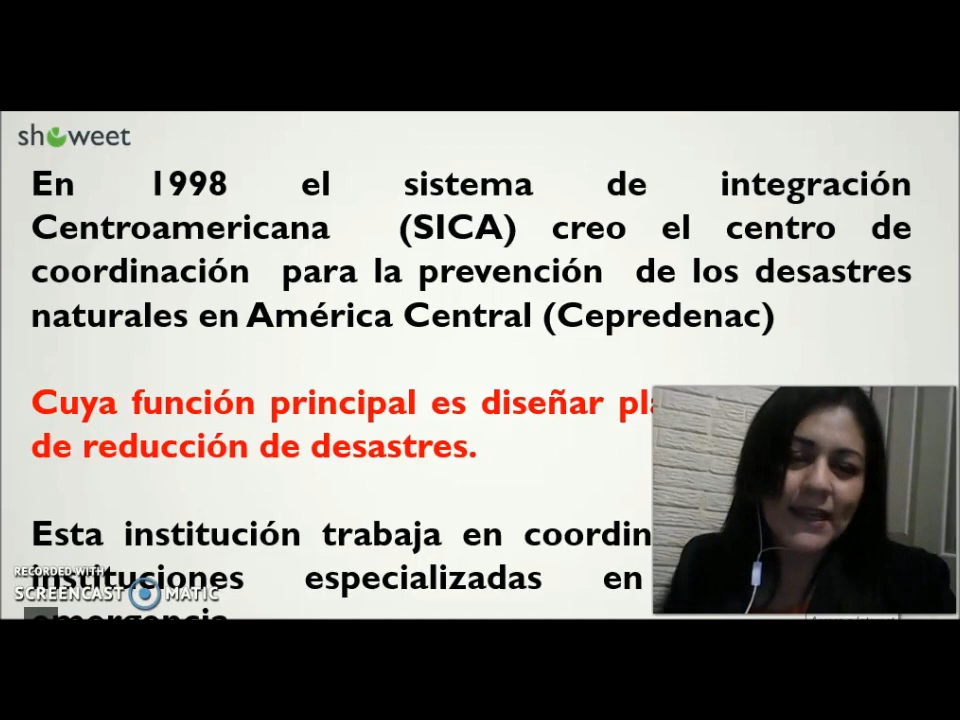 showeet
En 1998 el sistema de integración
Centroamericana (SICA) creo el centro de
coordinación para la prevención de los desastres
naturales en América Central (Cepredenac)
Cuya función principal es diseñar
de reducción de desastres.
Esta institución trabaja en
instituciones especializadas en
emergencia
RECORDED WITH
SCREENCAST MATIC